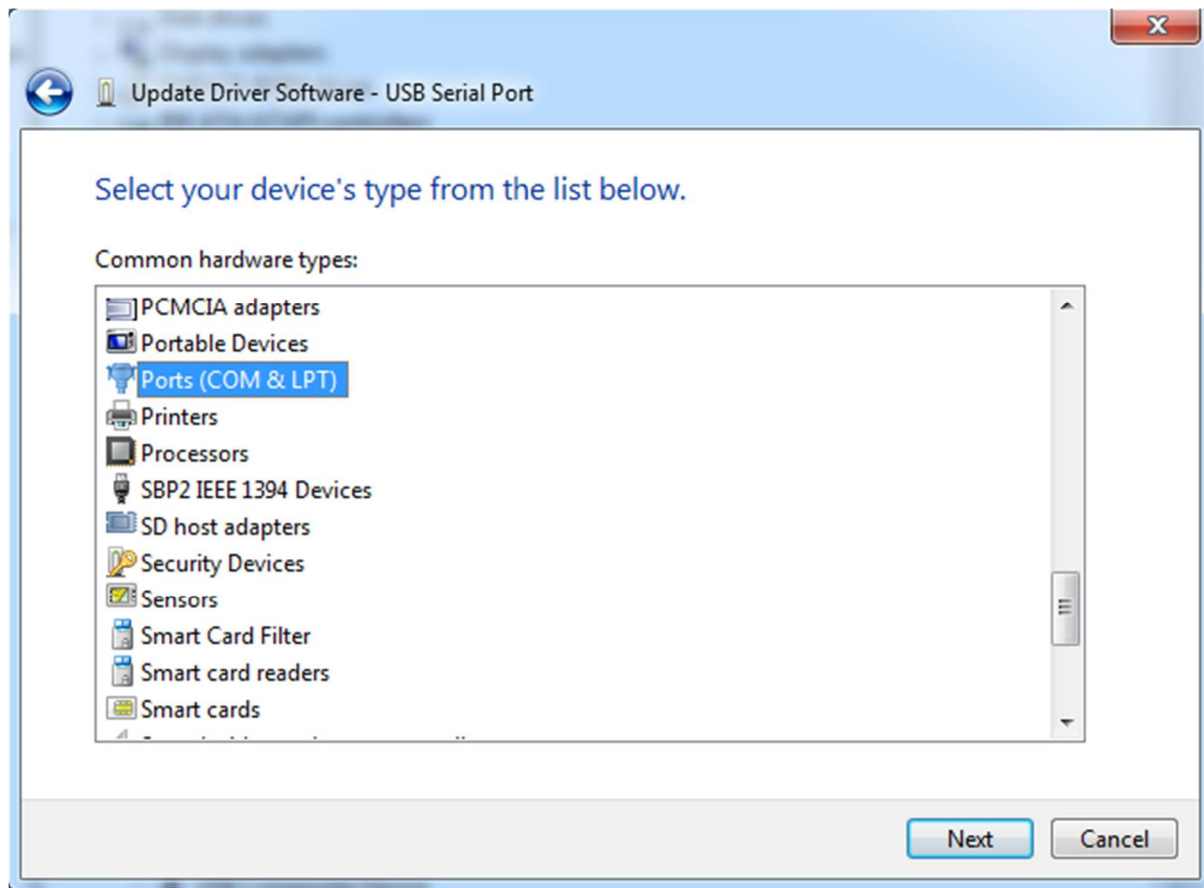 Update Driver Software - USB Serial Port
Select your device's type from the list below.
Common hardware types:
PCMCIA adapters
Portable Devices
Ports (COM & LPT)
Printers
Processors
SBP2 IEEE 1394 Devices
SD host adapters
Security Devices
Sensors
Smart Card Filter
Smart card readers
Smart cards
Next Cancel